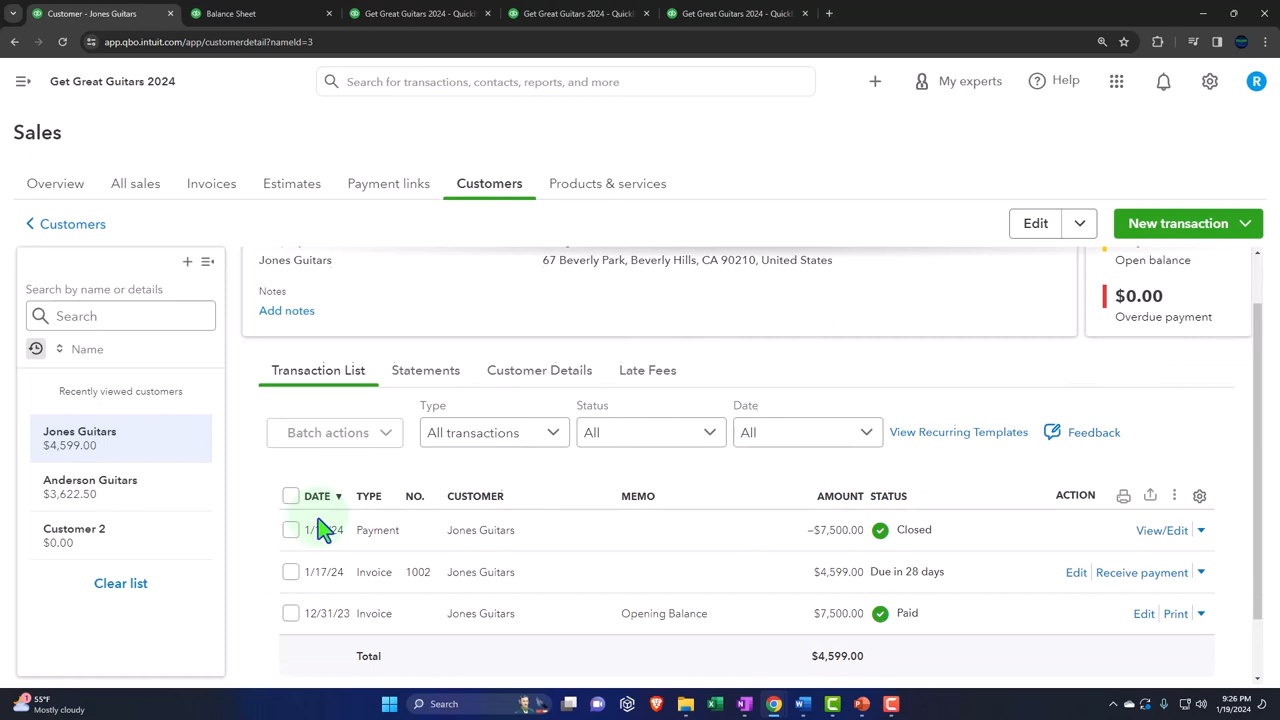 Customer - Jones Guitars
Balance Sheet
Get Great Guitars 2024 - Quick
Get Great Guitars 2024 - Quick
Get Great Guitars 2024 - Quick
app.qbo.intuit.com/app/customerdetail?nameId=3
Get Great Guitars 2024
Search for transactions, contacts, reports, and more
My experts
Help
R
Sales
Overview
All sales
Invoices
Estimates
Payment links
Customers
Products & services
Customers
Edit
New transaction
Jones Guitars
67 Beverly Park, Beverly Hills, CA 90210, United States
Open balance
Notes
Add notes
$0.00
Overdue payment
Search by name or details
Search
Name
Recently viewed customers
Jones Guitars
$4,599.00
Anderson Guitars
$3,622.50
Customer 2
$0.00
Clear list
Transaction List
Statements
Customer Details
Late Fees
Type
Status
Date
Batch actions
All transactions
All
All
View Recurring Templates
Feedback
DATE ▼ TYPE NO. CUSTOMER MEMO AMOUNT STATUS ACTION
Payment Jones Guitars −$7,500.00 Closed View/Edit
1/17/24 Invoice 1002 Jones Guitars $4,599.00 Due in 28 days Edit Receive payment
12/31/23 Invoice Jones Guitars Opening Balance $7,500.00 Paid Edit Print
Total $4,599.00
55°F
Mostly cloudy
Search
9:26 PM
1/19/2024